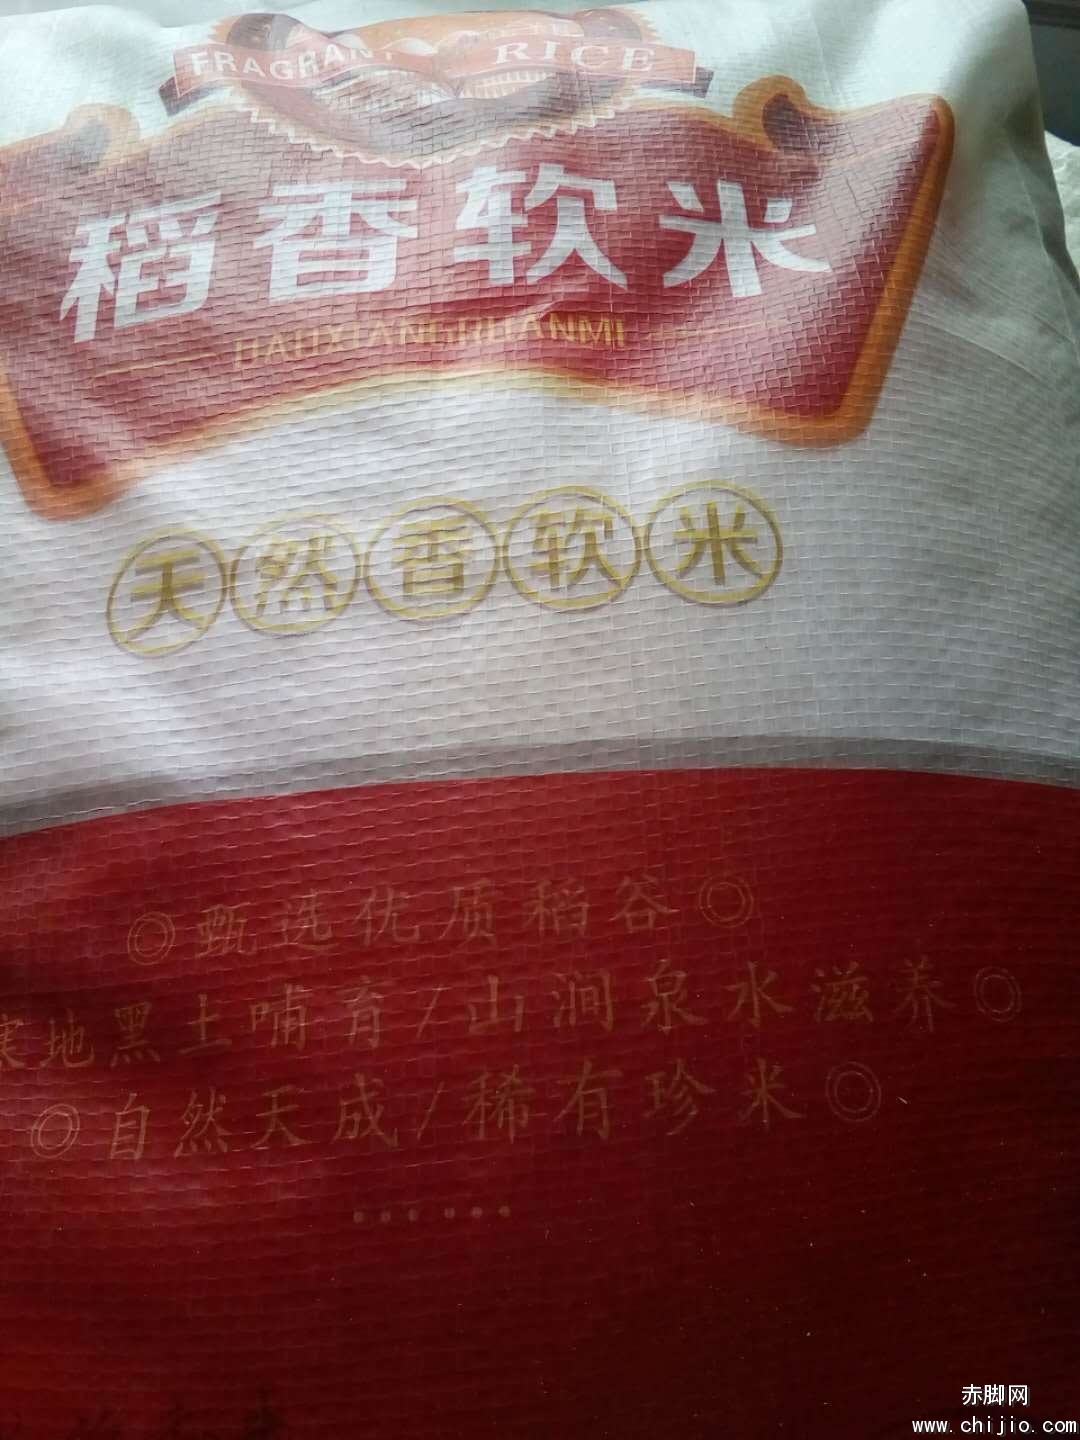 FRAGRANT RICE
稻香软米
DAOXIANGRUANMI
天然香软米
甄选优质稻谷
寒地黑土哺育/山涧泉水滋养
自然天成/稀有珍米
赤脚网
www.chijio.com